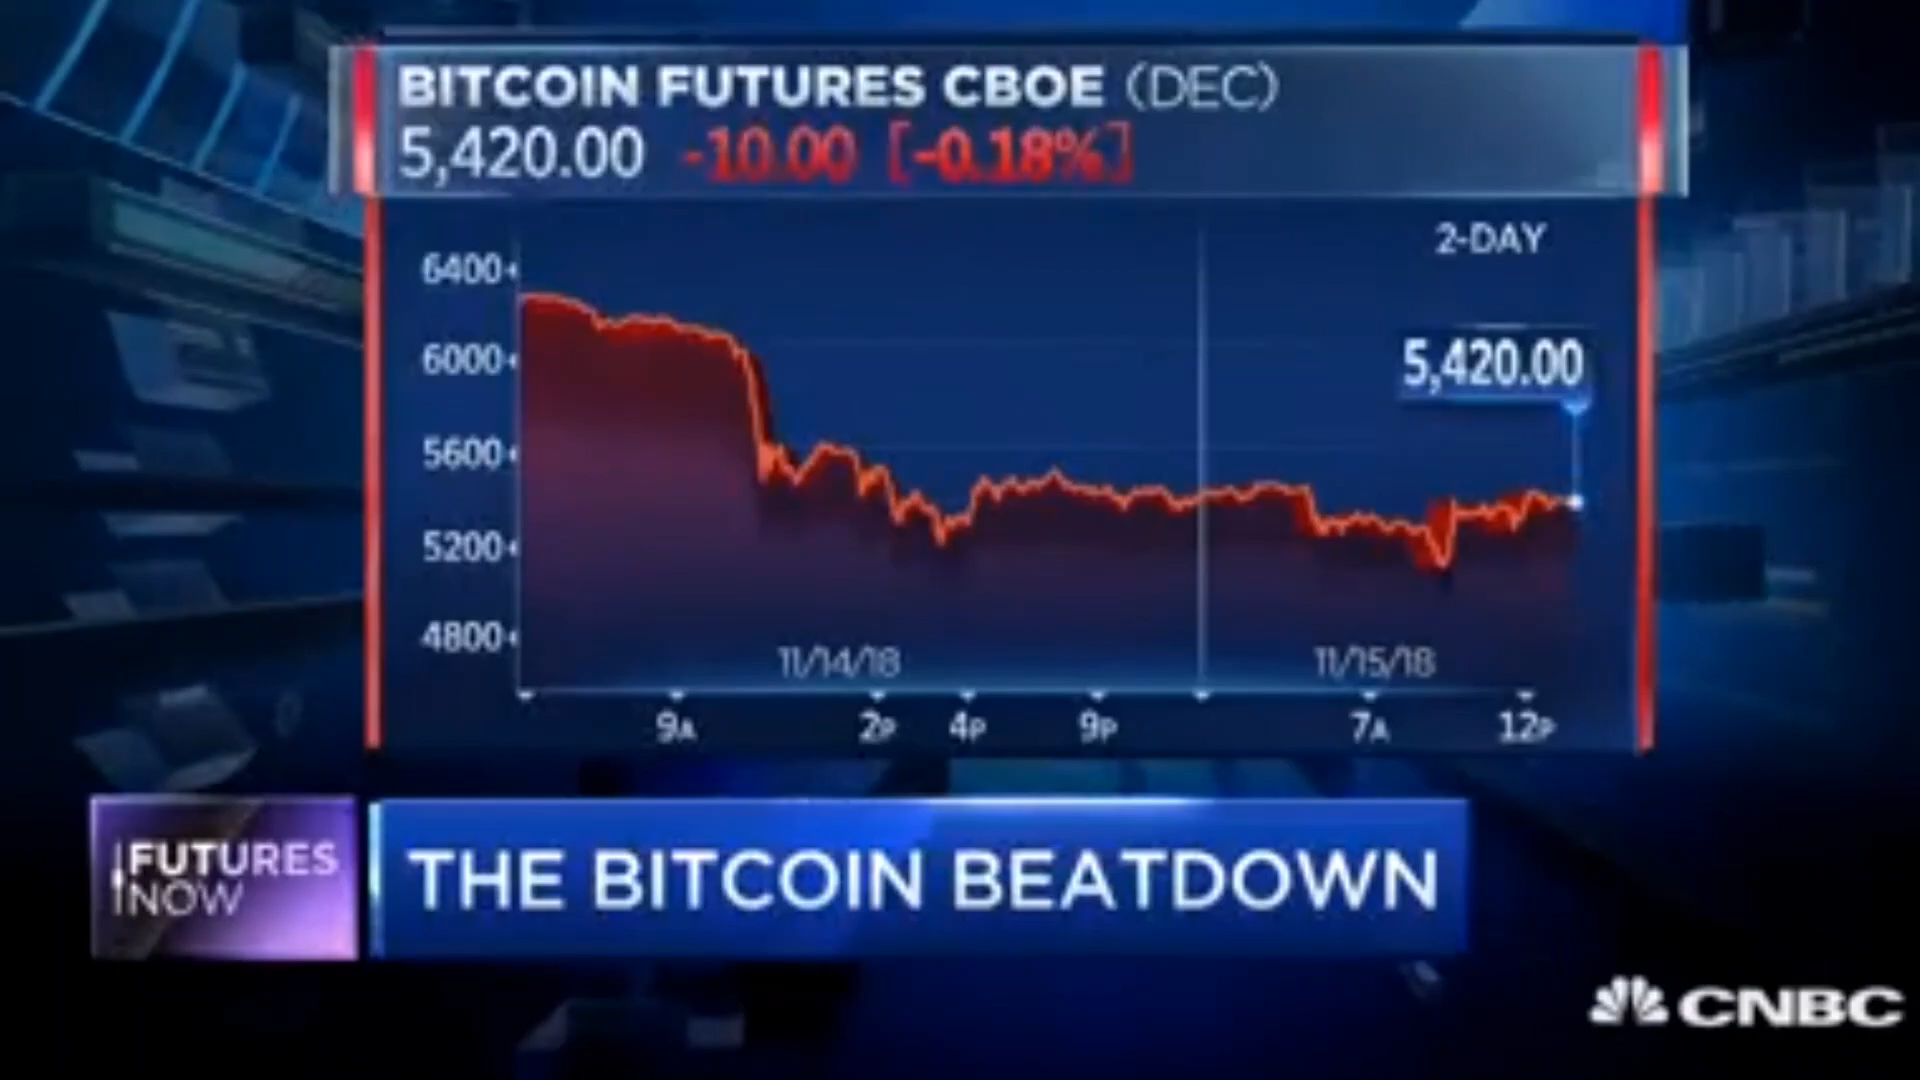 BITCOIN FUTURES CBOE (DEC)
5,420.00 -10.00 [-0.18%]
2-DAY
6400
5,420.00
6000
5600
5200
4800
11/14/18 11/15/18
9A 2P 4P 9P 7A 12P
FUTURES
NOW
THE BITCOIN BEATDOWN
CNBC